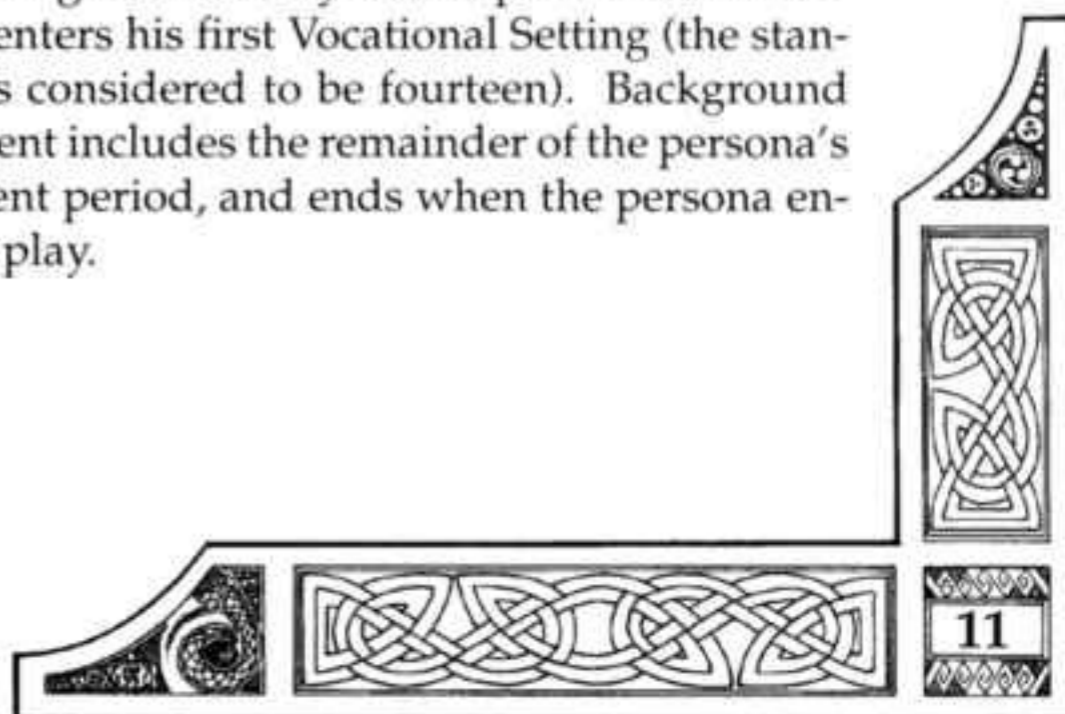 enters his first Vocational Setting (the stan-
s considered to be fourteen). Background
ent includes the remainder of the persona's
ent period, and ends when the persona en-
play.
11